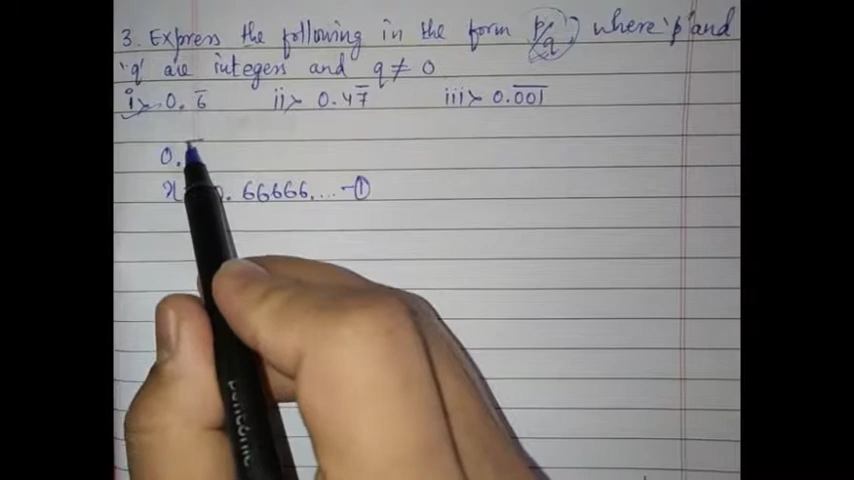 3. Express the following in the form p/q where 'p' and
'q' are integers and q ≠ 0
i> 0.6̅ ii> 0.47̅ iii> 0.0̅0̅1̅
0.
x 0.66666,... -①